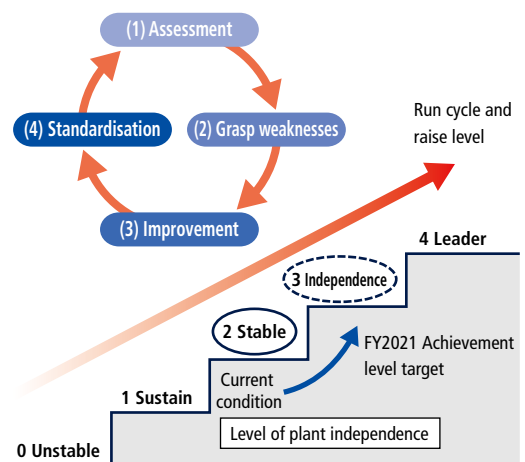 (1) Assessment
(4) Standardisation
(2) Grasp weaknesses
(3) Improvement
Run cycle and
raise level
4 Leader
3 Independence
2 Stable
FY2021 Achievement
level target
Current
condition
1 Sustain
Level of plant independence
0 Unstable